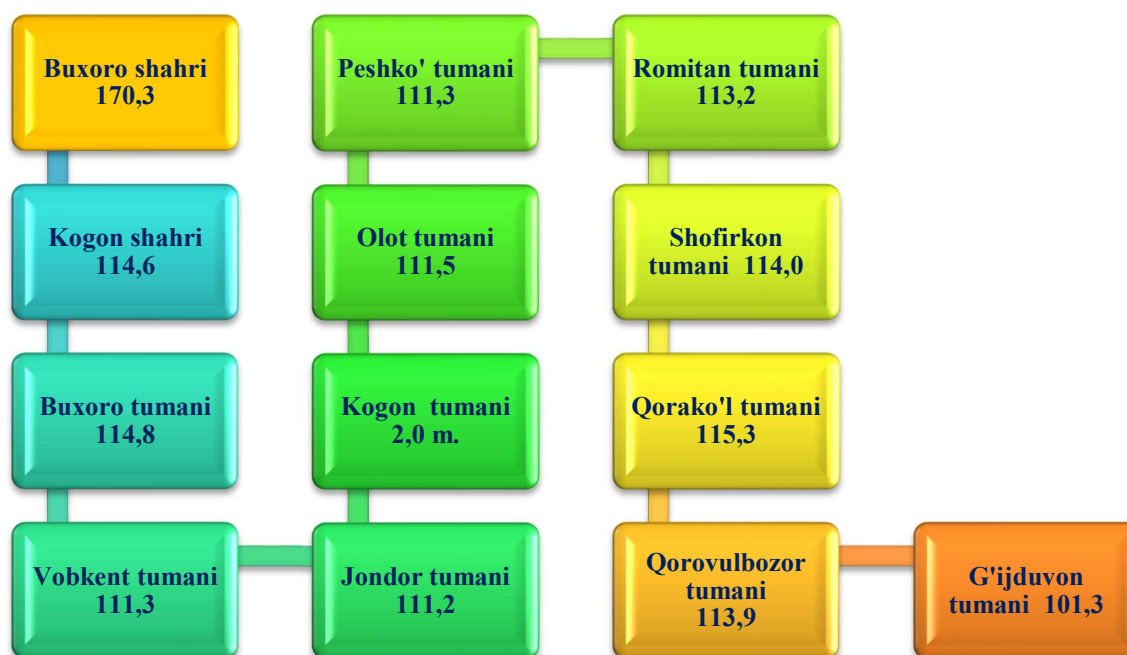 Buxoro shahri
170,3
Kogon shahri
114,6
Buxoro tumani
114,8
Vobkent tumani
111,3
Jondor tumani
111,2
Kogon tumani
2,0 m.
Olot tumani
111,5
Peshko' tumani
111,3
Romitan tumani
113,2
Shofirkon
tumani 114,0
Qorako'l tumani
115,3
Qorovulbozor
tumani
113,9
G'ijduvon
tumani 101,3